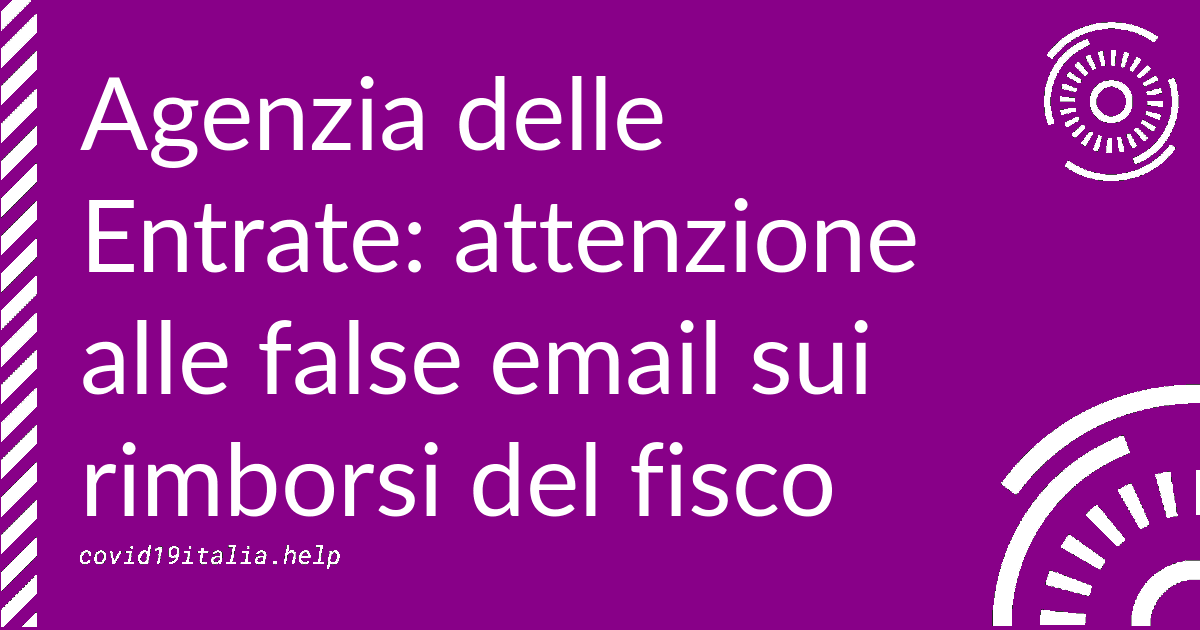 Agenzia delle
Entrate: attenzione
alle false email sui
rimborsi del fisco
covid19italia.help